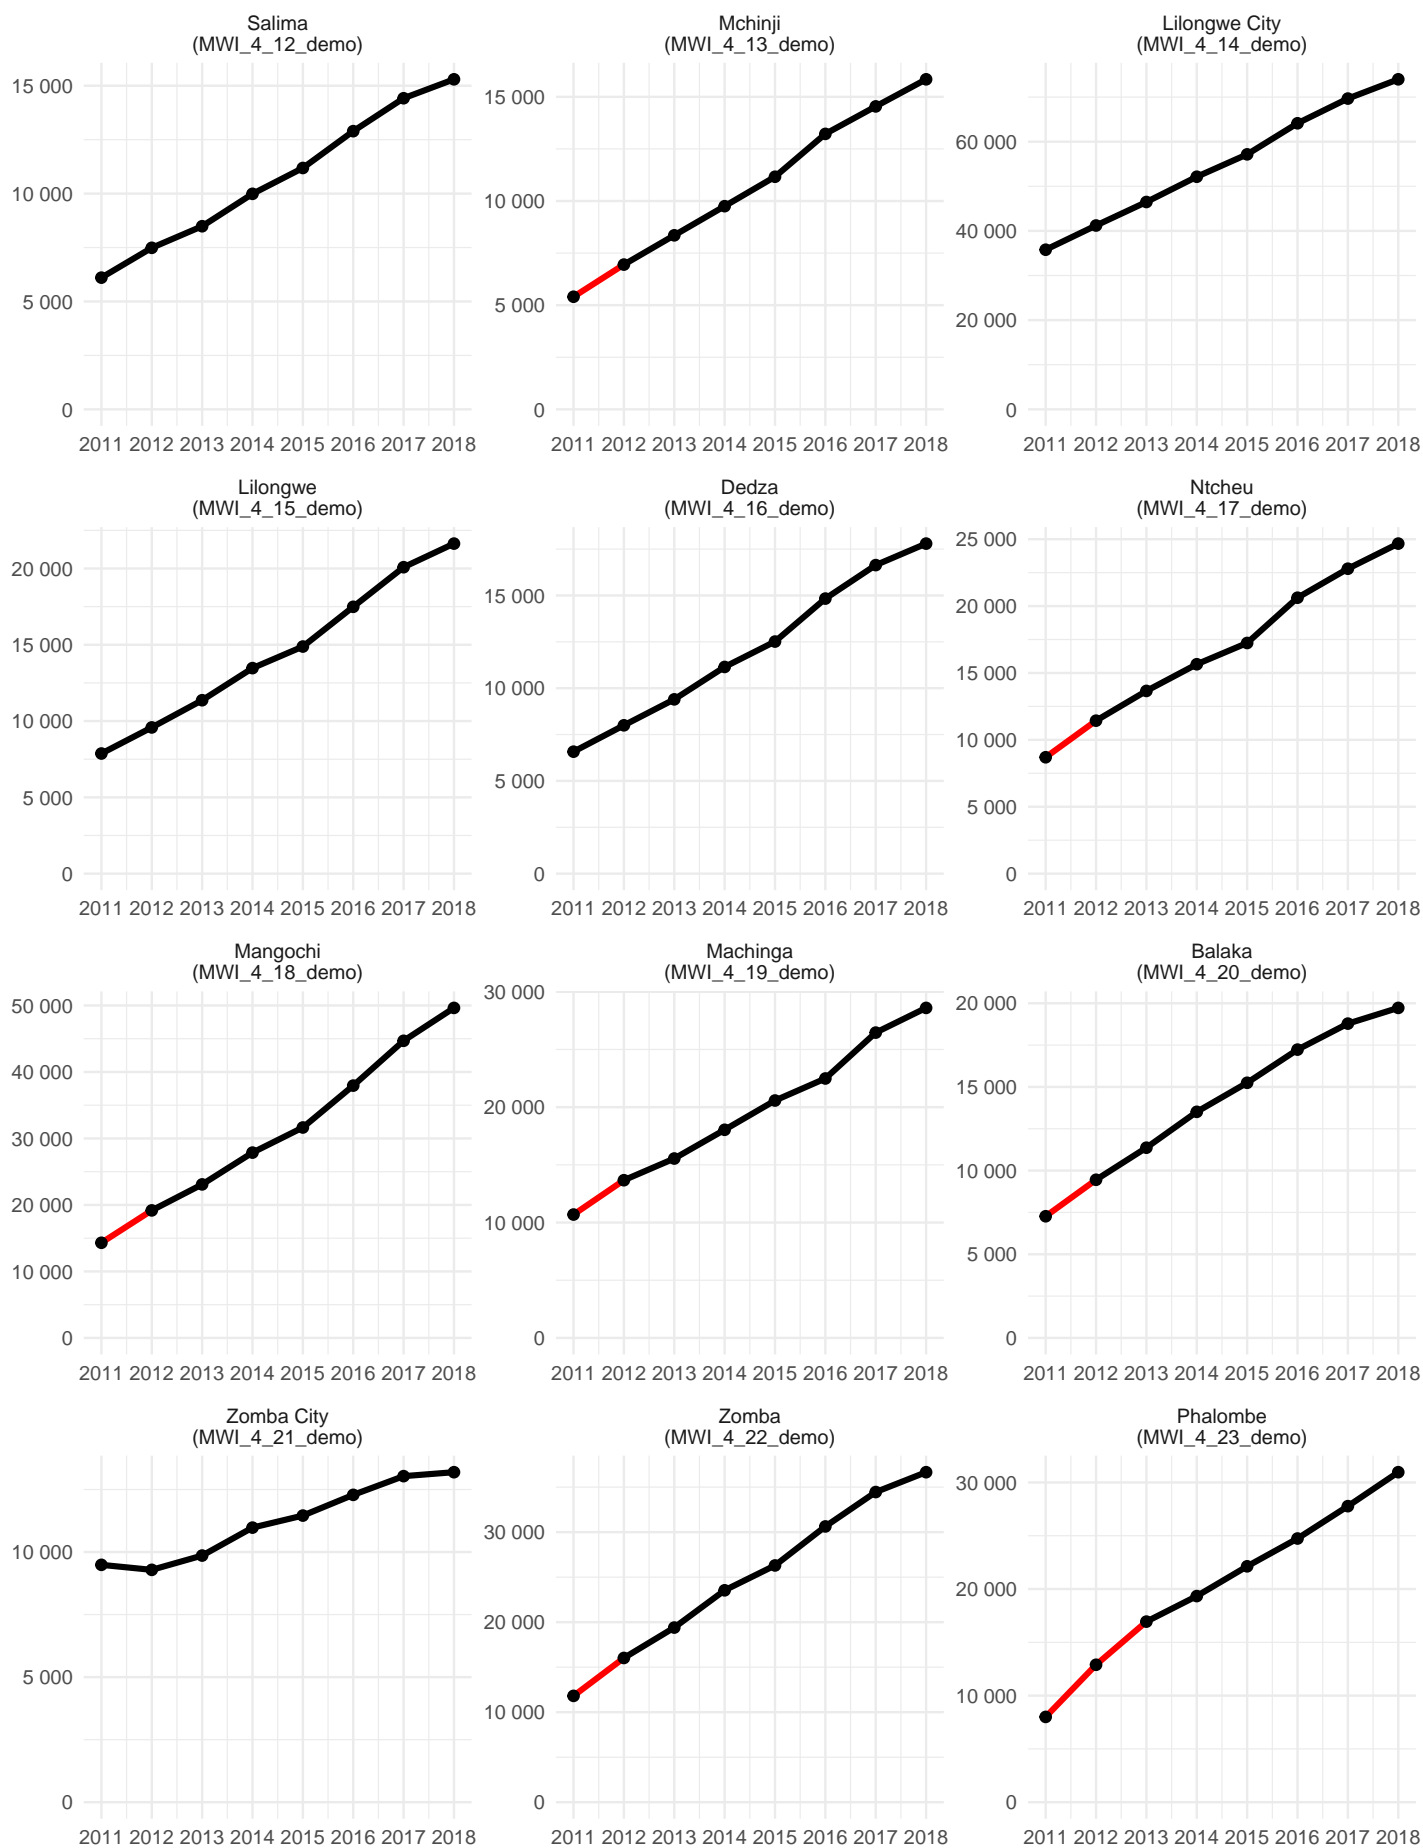 Salima
(MWI_4_12_demo)
15 000
10 000
5 000
0
2011 2012 2013 2014 2015 2016 2017 2018
Mchinji
(MWI_4_13_demo)
15 000
10 000
5 000
0
2011 2012 2013 2014 2015 2016 2017 2018
Lilongwe City
(MWI_4_14_demo)
60 000
40 000
20 000
0
2011 2012 2013 2014 2015 2016 2017 2018
Lilongwe
(MWI_4_15_demo)
20 000
15 000
10 000
5 000
0
2011 2012 2013 2014 2015 2016 2017 2018
Dedza
(MWI_4_16_demo)
15 000
10 000
5 000
0
2011 2012 2013 2014 2015 2016 2017 2018
Ntcheu
(MWI_4_17_demo)
25 000
20 000
15 000
10 000
5 000
0
2011 2012 2013 2014 2015 2016 2017 2018
Mangochi
(MWI_4_18_demo)
50 000
40 000
30 000
20 000
10 000
0
2011 2012 2013 2014 2015 2016 2017 2018
Machinga
(MWI_4_19_demo)
30 000
20 000
10 000
0
2011 2012 2013 2014 2015 2016 2017 2018
Balaka
(MWI_4_20_demo)
20 000
15 000
10 000
5 000
0
2011 2012 2013 2014 2015 2016 2017 2018
Zomba City
(MWI_4_21_demo)
10 000
5 000
0
2011 2012 2013 2014 2015 2016 2017 2018
Zomba
(MWI_4_22_demo)
30 000
20 000
10 000
0
2011 2012 2013 2014 2015 2016 2017 2018
Phalombe
(MWI_4_23_demo)
30 000
20 000
10 000
0
2011 2012 2013 2014 2015 2016 2017 2018